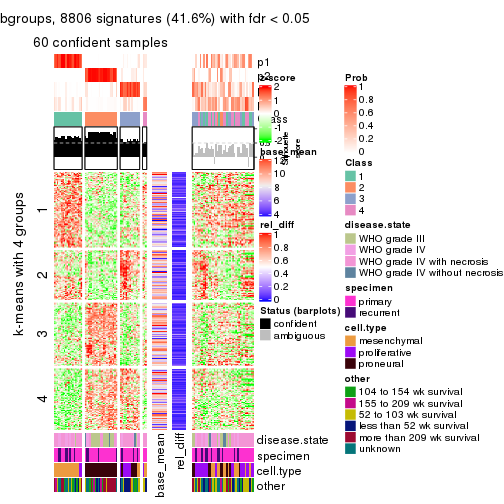 bgroups, 8806 signatures (41.6%) with fdr < 0.05
60 confident samples
p1
z-score
2
1
0
-1
-2
base_mean
12
10
8
6
4
rel_diff
1
0.8
0.6
0.4
0.2
0
Status (barplots)
confident
ambiguous
Prob
1
0.8
0.6
0.4
0.2
0
Class
1
2
3
4
disease.state
WHO grade III
WHO grade IV
WHO grade IV with necrosis
WHO grade IV without necrosis
specimen
primary
recurrent
cell.type
mesenchymal
proliferative
proneural
other
104 to 154 wk survival
155 to 209 wk survival
52 to 103 wk survival
less than 52 wk survival
more than 209 wk survival
unknown
k-means with 4 groups
1
2
3
4
base_mean
rel_diff
disease.state
specimen
cell.type
other